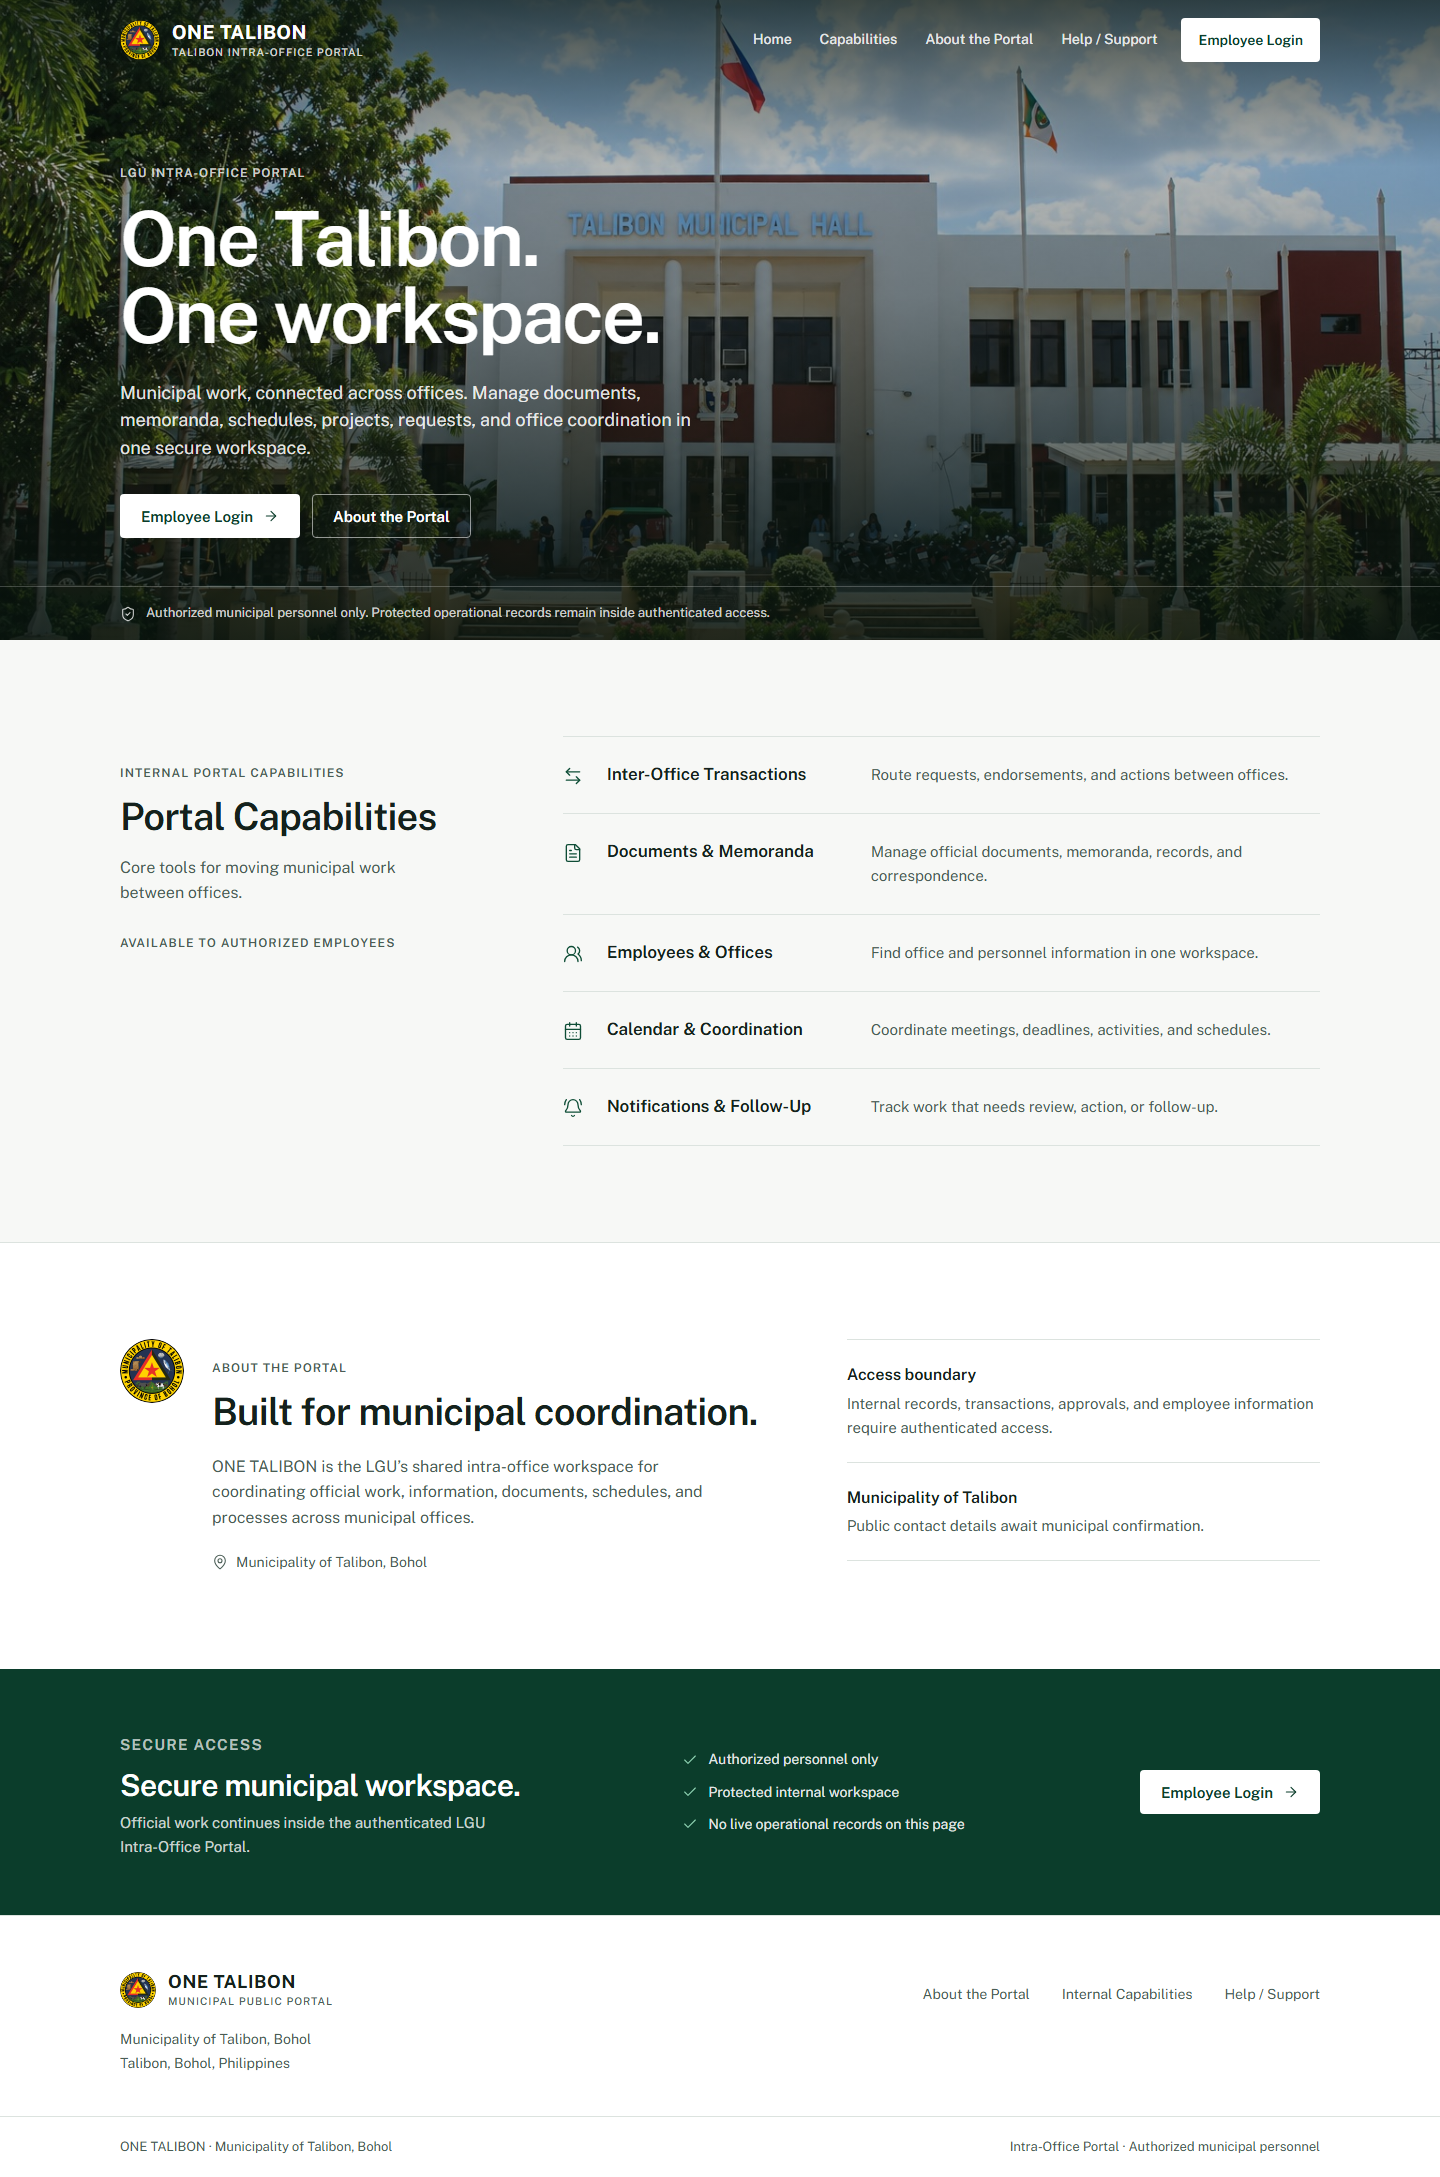 ONE TALIBON
TALIBON INTRA-OFFICE PORTAL
Home
Capabilities
About the Portal
Help / Support
Employee Login
LGU INTRA-OFFICE PORTAL
TALIBON MUNICIPAL HALL
One Talibon.
One workspace.
Municipal work, connected across offices. Manage documents,
memoranda, schedules, projects, requests, and office coordination in
one secure workspace.
Employee Login
About the Portal
Authorized municipal personnel only. Protected operational records remain inside authenticated access.
INTERNAL PORTAL CAPABILITIES
Portal Capabilities
Core tools for moving municipal work
between offices.
AVAILABLE TO AUTHORIZED EMPLOYEES
Inter-Office Transactions
Route requests, endorsements, and actions between offices.
Documents & Memoranda
Manage official documents, memoranda, records, and
correspondence.
Employees & Offices
Find office and personnel information in one workspace.
Calendar & Coordination
Coordinate meetings, deadlines, activities, and schedules.
Notifications & Follow-Up
Track work that needs review, action, or follow-up.
MUNICIPALITY OF TALIBON
PROVINCE OF BOHOL
ABOUT THE PORTAL
Built for municipal coordination.
ONE TALIBON is the LGU's shared intra-office workspace for
coordinating official work, information, documents, schedules, and
processes across municipal offices.
Municipality of Talibon, Bohol
Access boundary
Internal records, transactions, approvals, and employee information
require authenticated access.
Municipality of Talibon
Public contact details await municipal confirmation.
SECURE ACCESS
Secure municipal workspace.
Official work continues inside the authenticated LGU
Intra-Office Portal.
Authorized personnel only
Protected internal workspace
No live operational records on this page
Employee Login
ONE TALIBON
MUNICIPAL PUBLIC PORTAL
Municipality of Talibon, Bohol
Talibon, Bohol, Philippines
About the Portal
Internal Capabilities
Help / Support
ONE TALIBON · Municipality of Talibon, Bohol
Intra-Office Portal · Authorized municipal personnel